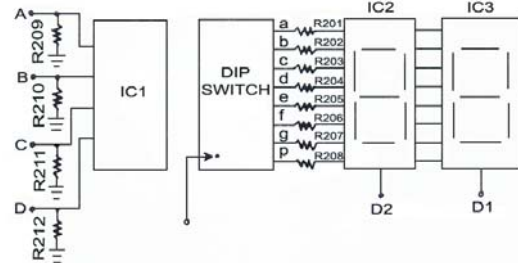 A
R209
B
R210
C
R211
D
R212
IC1
DIP
SWITCH
a
b
c
d
e
f
g
p
R201
R202
R203
R204
R205
R206
R207
R208
IC2
IC3
D2
D1